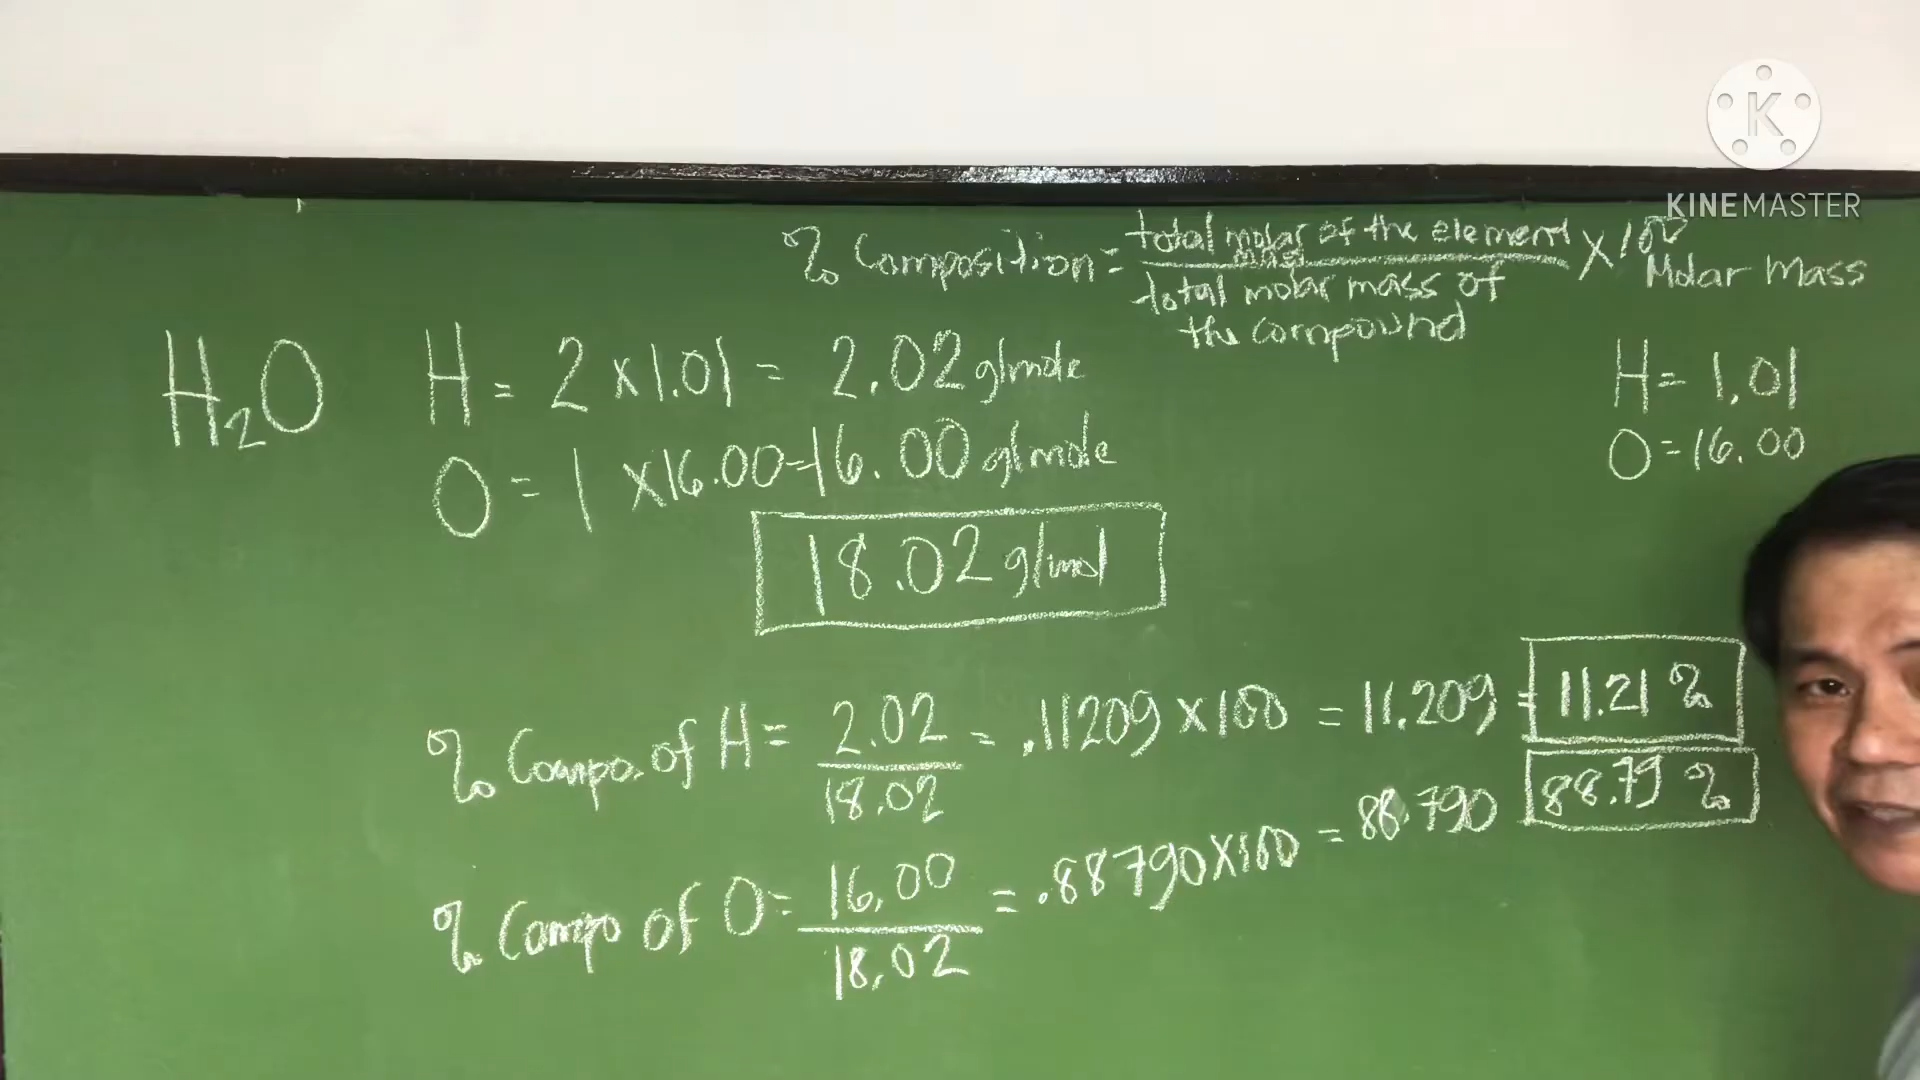 K
KINEMASTER
% Composition = total molar mass of the element / total molar mass of the compound X 100
Molar Mass
H = 1.01
O = 16.00
H₂O
H = 2 x 1.01 = 2.02 g/mole
O = 1 x 16.00 = 16.00 g/mole
18.02 g/mol
% Compo. of H = 2.02 / 18.02 = .11209 x 100 = 11.209 = 11.21 %
% Compo of O = 16.00 / 18.02 = .88790 x 100 = 88.790 88.79 %